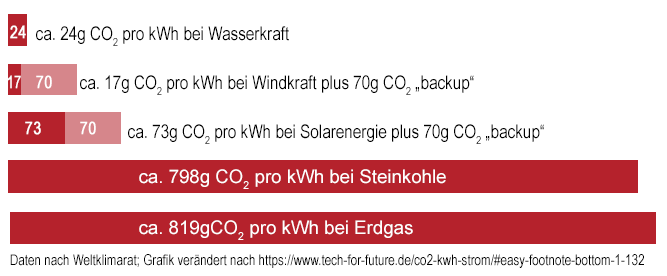 24 ca. 24g CO₂ pro kWh bei Wasserkraft
17 70 ca. 17g CO₂ pro kWh bei Windkraft plus 70g CO₂ „backup“
73 70 ca. 73g CO₂ pro kWh bei Solarenergie plus 70g CO₂ „backup“
ca. 798g CO₂ pro kWh bei Steinkohle
ca. 819gCO₂ pro kWh bei Erdgas
Daten nach Weltklimarat; Grafik verändert nach https://www.tech-for-future.de/co2-kwh-strom/#easy-footnote-bottom-1-132